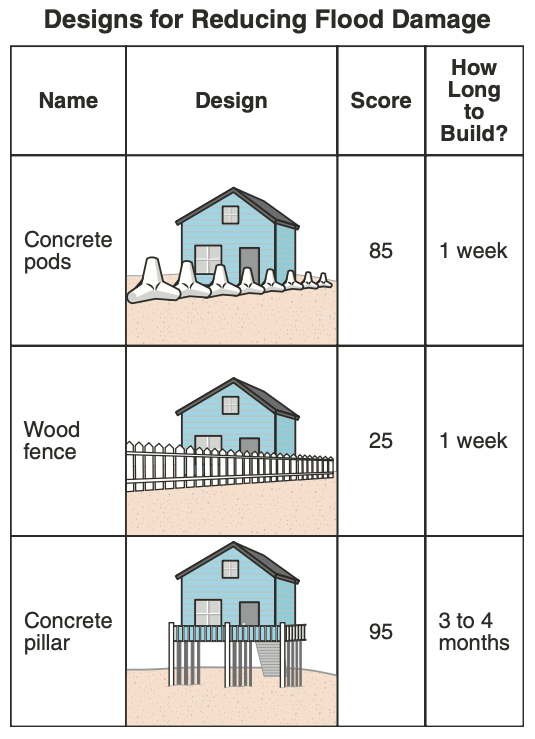 Designs for Reducing Flood Damage
Name
Design
Score
How
Long
to
Build?
Concrete
pods
85
1 week
Wood
fence
25
1 week
Concrete
pillar
95
3 to 4
months